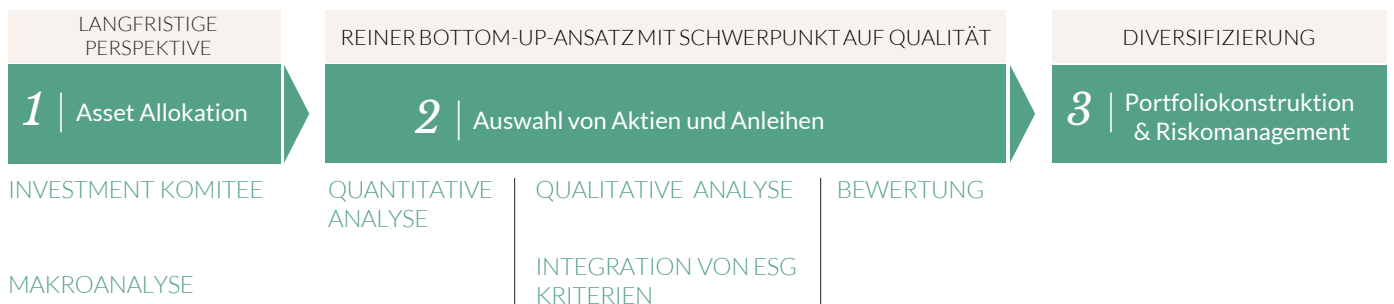 LANGFRISTIGE
PERSPEKTIVE
1 | Asset Allokation
INVESTMENT KOMITEE
MAKROANALYSE
REINER BOTTOM-UP-ANSATZ MIT SCHWERPUNKT AUF QUALITÄT
2 | Auswahl von Aktien und Anleihen
QUANTITATIVE
ANALYSE
QUALITATIVE ANALYSE
INTEGRATION VON ESG
KRITERIEN
BEWERTUNG
DIVERSIFIZIERUNG
3 | Portfoliokonstruktion
& Riskomanagement